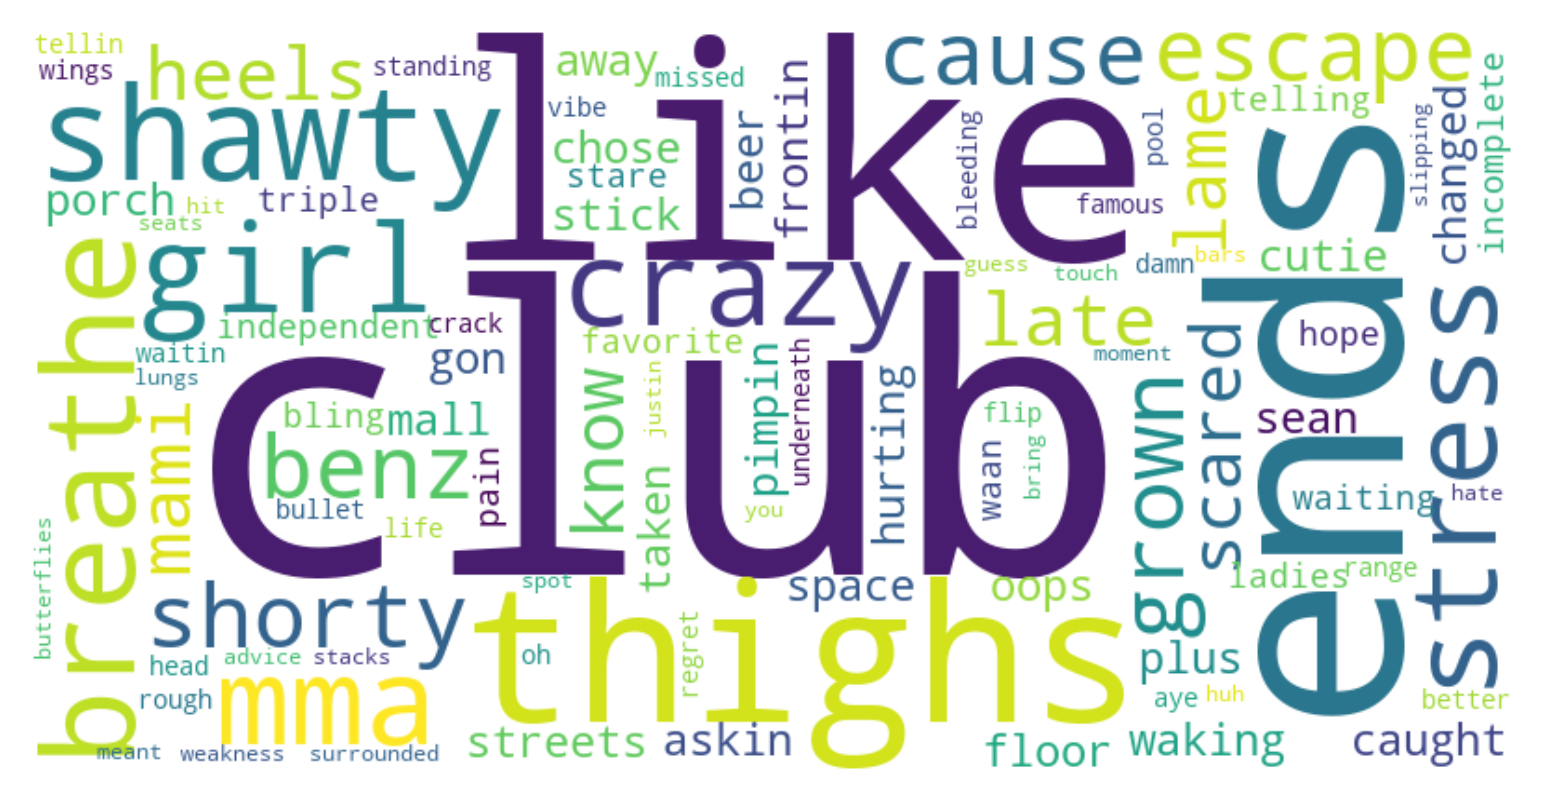 tellin
wings
heels
standing
like
away
missed
cause
escape
shawty
vibe
chose
stare
stick
beer
frontin
bleeding
pool
famous
lame
telling
slipping
changed
incomplete
porch
hit
triple
seats
girl
crazy
guess
touch
damn
bars
cutie
ends
breathe
independent
crack
waitin
lungs
gon
favorite
late
moment
hope
stress
club
mami
bling
mall
benz
pain
bullet
life
know
taken
justin
pimpin
underneath
you
hurting
waan
flip
bring
grown
scared
sean
waiting
hate
butterflies
shorty
spot
space
oops
ladies
range
thighs
head
advice
stacks
oh
regret
plus
rough
mma
aye
huh
better
meant
weakness
surrounded
streets
askin
floor
waking
caught